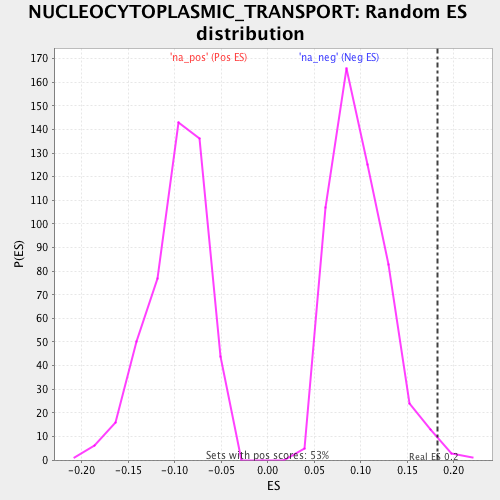 NUCLEOCYTOPLASMIC_TRANSPORT: Random ES
distribution
'na_pos' (Pos ES) 'na_neg' (Neg ES)
170
160
150
140
130
120
110
100
90
80
70
60
50
40
30
20
10
0
P(ES)
Sets with pos scores: 53%
Real ES 0.2
-0.20 -0.15 -0.10 -0.05 0.00 0.05 0.10 0.15 0.20
ES